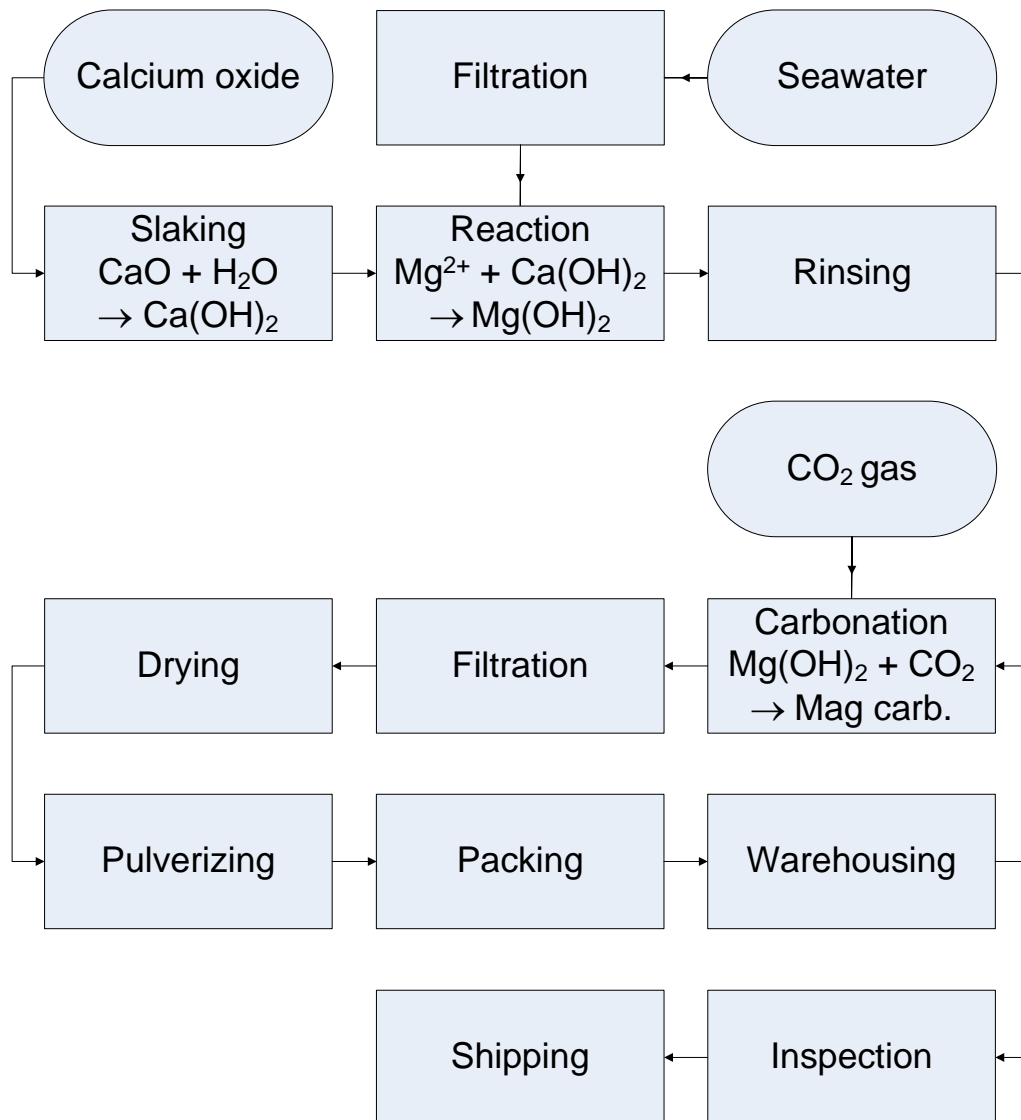 Calcium oxide
Filtration
Seawater
Slaking
CaO + H₂O
→ Ca(OH)₂
Reaction
Mg²⁺ + Ca(OH)₂
→ Mg(OH)₂
Rinsing
CO₂ gas
Drying
Filtration
Carbonation
Mg(OH)₂ + CO₂
→ Mag carb.
Pulverizing
Packing
Warehousing
Shipping
Inspection